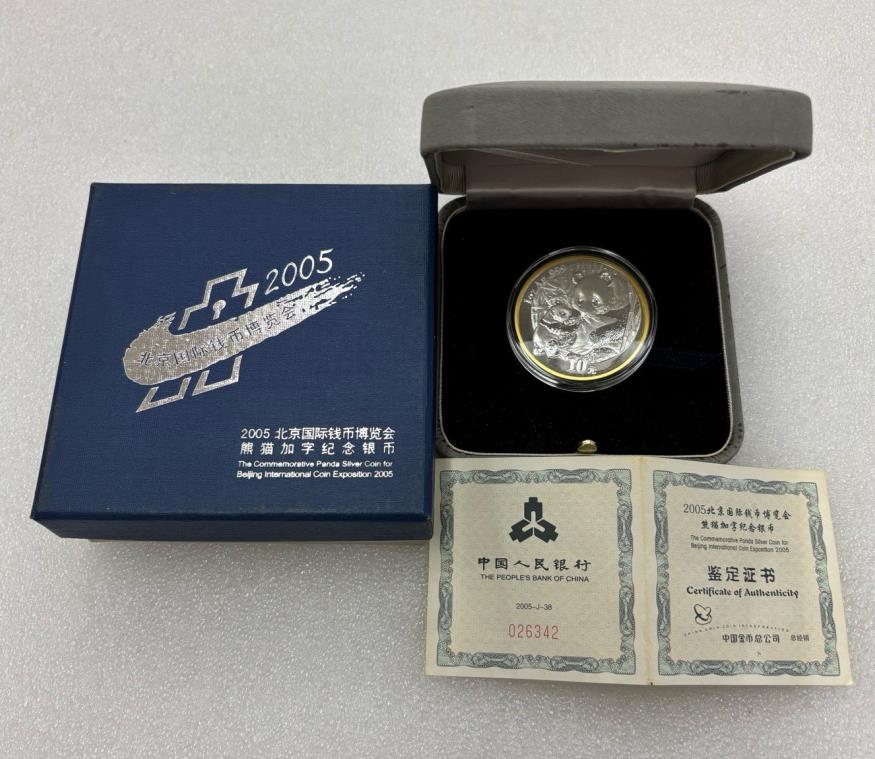 2005
北京国际钱币博览会
2005 北京国际钱币博览会
熊猫加字纪念银币
The Commemorative Panda Silver Coin for
Beijing International Coin Exposition 2005
10元
中国人民银行
THE PEOPLE'S BANK OF CHINA
2005-J-38
026342
2005北京国际钱币博览会
熊猫加字纪念银币
The Commemorative Panda Silver Coin for
Beijing International Coin Exposition 2005
鉴定证书
Certificate of Authenticity
CHINA GOLD COIN INCORPORATION
中国金币总公司 总经销